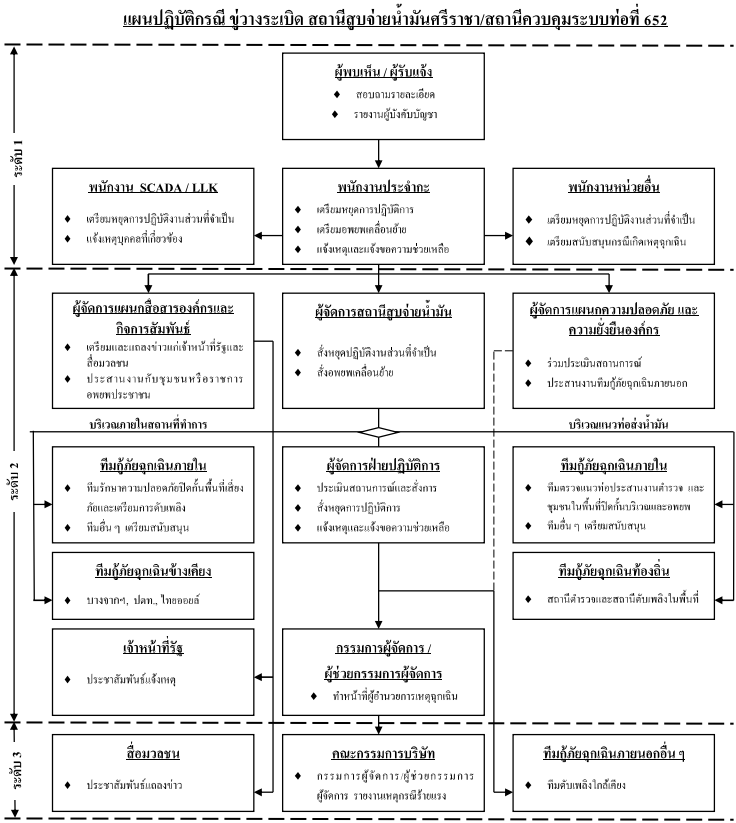 แผนปฏิบัติกรณี ขู่วางระเบิด สถานีสูบจ่ายน้ำมันศรีราชา/สถานีควบคุมระบบท่อที่ 652
ระดับ 1
ผู้พบเห็น / ผู้รับแจ้ง
♦ สอบถามรายละเอียด
♦ รายงานผู้บังคับบัญชา
พนักงาน SCADA / LLK
♦ เตรียมหยุดการปฏิบัติงานส่วนที่จำเป็น
♦ แจ้งเหตุบุคคลที่เกี่ยวข้อง
พนักงานประจำกะ
♦ เตรียมหยุดการปฏิบัติการ
♦ เตรียมอพยพเคลื่อนย้าย
♦ แจ้งเหตุและแจ้งขอความช่วยเหลือ
พนักงานหน่วยอื่น
♦ เตรียมหยุดการปฏิบัติงานส่วนที่จำเป็น
♦ เตรียมสนับสนุนกรณีเกิดเหตุฉุกเฉิน
ระดับ 2
ผู้จัดการแผนกสื่อสารองค์กรและ
กิจการสัมพันธ์
♦ เตรียมและแถลงข่าวแก่เจ้าหน้าที่รัฐและ
สื่อมวลชน
♦ ประสานงานกับชุมชนหรือราชการ
อพยพประชาชน
ผู้จัดการสถานีสูบจ่ายน้ำมัน
♦ สั่งหยุดปฏิบัติงานส่วนที่จำเป็น
♦ สั่งอพยพเคลื่อนย้าย
ผู้จัดการแผนกความปลอดภัย และ
ความยั่งยืนองค์กร
♦ ร่วมประเมินสถานการณ์
♦ ประสานงานทีมกู้ภัยฉุกเฉินภายนอก
บริเวณภายในสถานที่ทำการ
บริเวณแนวท่อส่งน้ำมัน
ทีมกู้ภัยฉุกเฉินภายใน
♦ ทีมรักษาความปลอดภัยปิดกั้นพื้นที่เสี่ยง
ภัยและเตรียมการดับเพลิง
♦ ทีมอื่น ๆ เตรียมสนับสนุน
ผู้จัดการฝ่ายปฏิบัติการ
♦ ประเมินสถานการณ์และสั่งการ
♦ สั่งหยุดการปฏิบัติการ
♦ แจ้งเหตุและแจ้งขอความช่วยเหลือ
ทีมกู้ภัยฉุกเฉินภายใน
♦ ทีมตรวจแนวท่อประสานงานตำรวจ และ
ชุมชนในพื้นที่ปิดกั้นบริเวณและอพยพ
♦ ทีมอื่น ๆ เตรียมสนับสนุน
ทีมกู้ภัยฉุกเฉินข้างเคียง
♦ บางจากฯ, ปตท., ไทยออยล์
ทีมกู้ภัยฉุกเฉินท้องถิ่น
♦ สถานีตำรวจและสถานีดับเพลิงในพื้นที่
เจ้าหน้าที่รัฐ
♦ ประชาสัมพันธ์แจ้งเหตุ
กรรมการผู้จัดการ /
ผู้ช่วยกรรมการผู้จัดการ
♦ ทำหน้าที่ผู้อำนวยการเหตุฉุกเฉิน
ระดับ 3
สื่อมวลชน
♦ ประชาสัมพันธ์แถลงข่าว
คณะกรรมการบริษัท
♦ กรรมการผู้จัดการ/ผู้ช่วยกรรมการ
ผู้จัดการ รายงานเหตุกรณีร้ายแรง
ทีมกู้ภัยฉุกเฉินภายนอกอื่น ๆ
♦ ทีมดับเพลิงใกล้เคียง